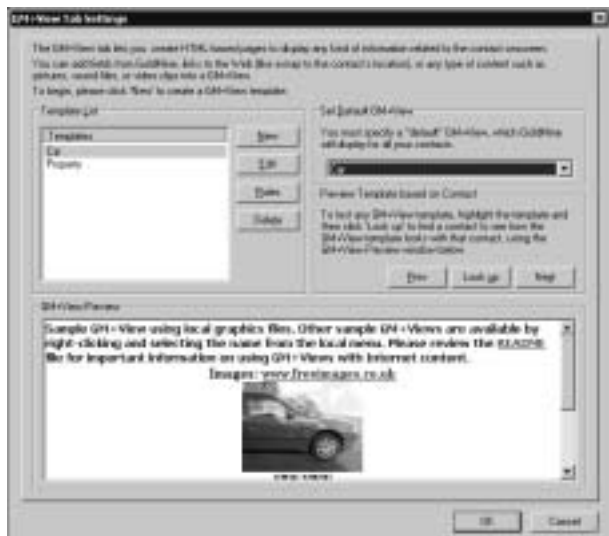 GM+View Tab Settings
The GM+View tab lets you create HTML-based pages to display any kind of information related to the contact onscreen.
You can add fields from GoldMine, links to the Web (like a map to the contact's location), or any type of content such as
pictures, sound files, or video clips into a GM+View.
To begin, please click 'New' to create a GM+View template.
Template List
Templates
Car
Property
New
Edit
Delete
Set Default GM+View
You must specify a "default" GM+View, which GoldMine
will display for all your contacts.
Car
Preview Template based on Contact
To test any GM+View template, highlight the template and
then click 'Look up' to find a contact to see how the
GM+View template looks with that contact, using the
GM+View Preview window below.
Prev
Look up
Next
GM+View Preview
Sample GM+View using local graphics files. Other sample GM+Views are available by
right-clicking and selecting the name from the local menu. Please review the README
file for important information on using GM+Views with Internet content.
Images: www.freeimages.co.uk
OK
Cancel